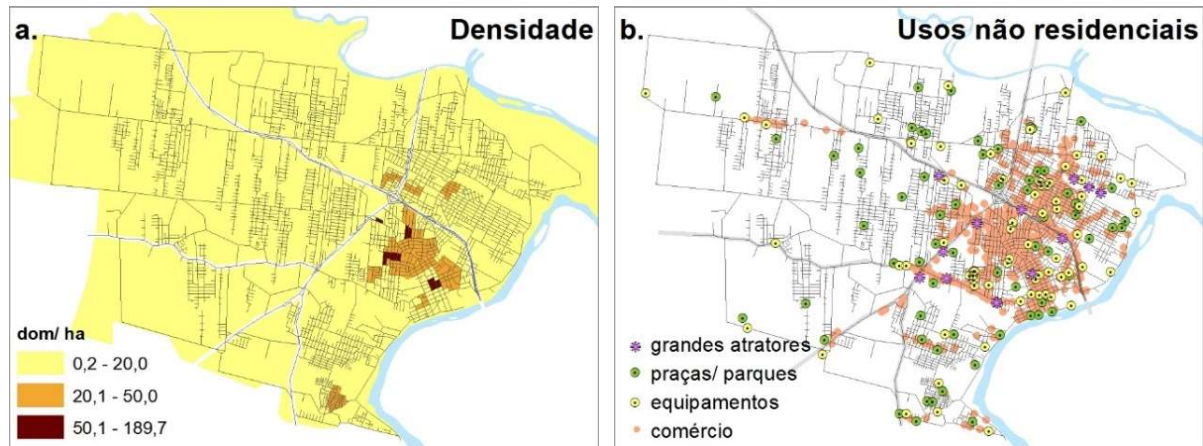 a.
Densidade
dom/ ha
0,2 - 20,0
20,1 - 50,0
50,1 - 189,7
b.
Usos não residenciais
grandes atratores
praças/ parques
equipamentos
comércio